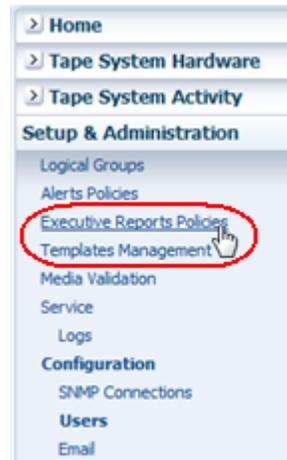 Home
Tape System Hardware
Tape System Activity
Setup & Administration
Logical Groups
Alerts Policies
Executive Reports Policies
Templates Management
Media Validation
Service
Logs
Configuration
SNMP Connections
Users
Email